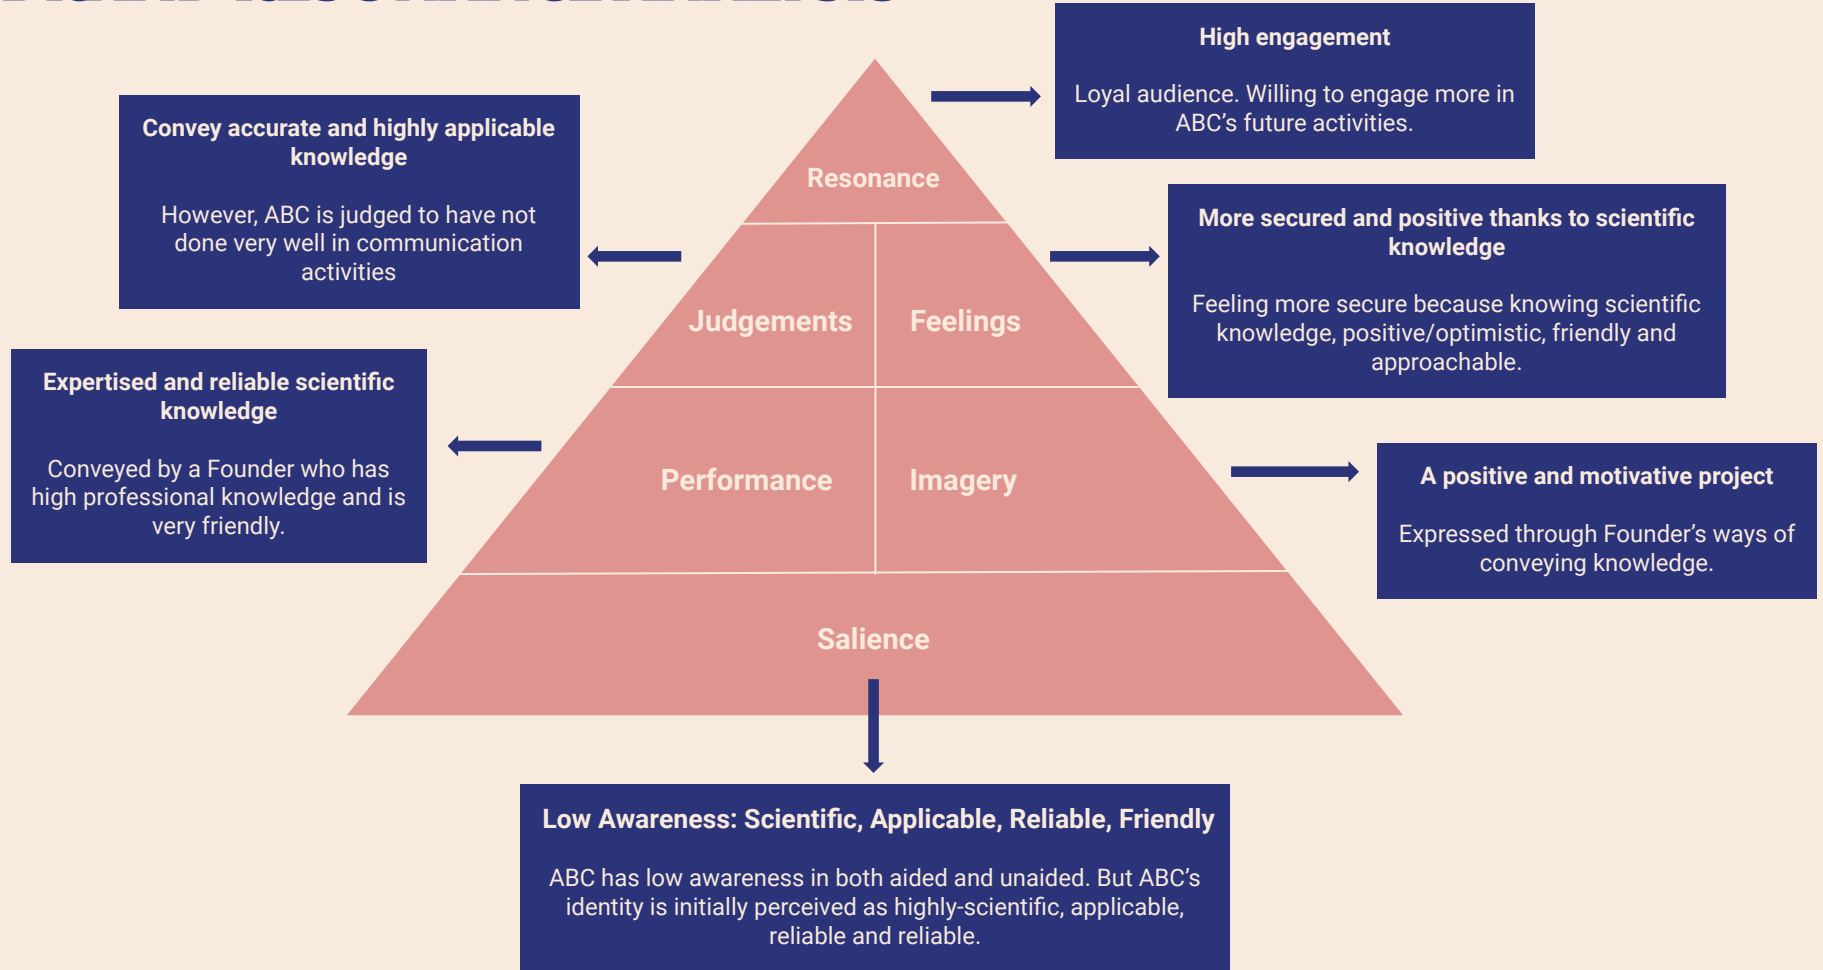 High engagement
Loyal audience. Willing to engage more in
ABC's future activities.
Convey accurate and highly applicable
knowledge
However, ABC is judged to have not
done very well in communication
activities
Resonance
More secured and positive thanks to scientific
knowledge
Feeling more secure because knowing scientific
knowledge, positive/optimistic, friendly and
approachable.
Judgements
Feelings
Expertised and reliable scientific
knowledge
Conveyed by a Founder who has
high professional knowledge and is
very friendly.
Performance
Imagery
A positive and motivative project
Expressed through Founder's ways of
conveying knowledge.
Salience
Low Awareness: Scientific, Applicable, Reliable, Friendly
ABC has low awareness in both aided and unaided. But ABC's
identity is initially perceived as highly-scientific, applicable,
reliable and reliable.